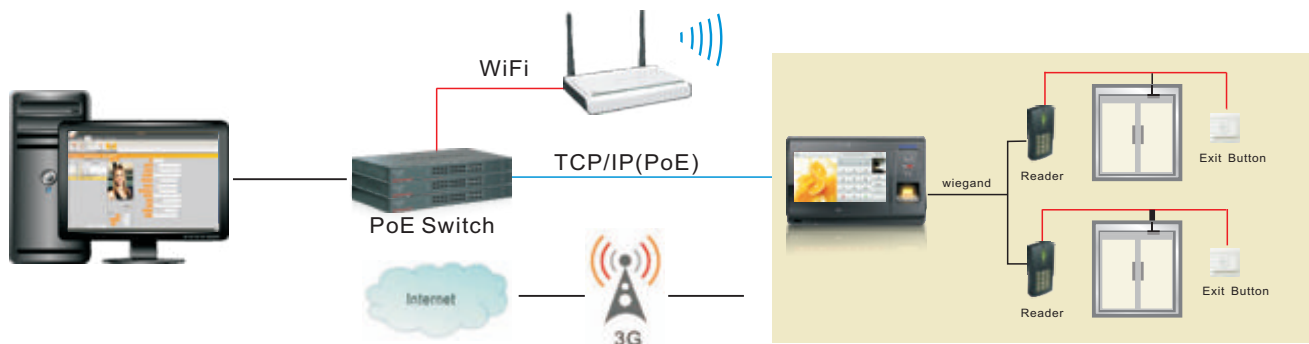 WiFi
TCP/IP(PoE)
PoE Switch
Internet
3G
wiegand
Reader
Exit Button
Reader
Exit Button